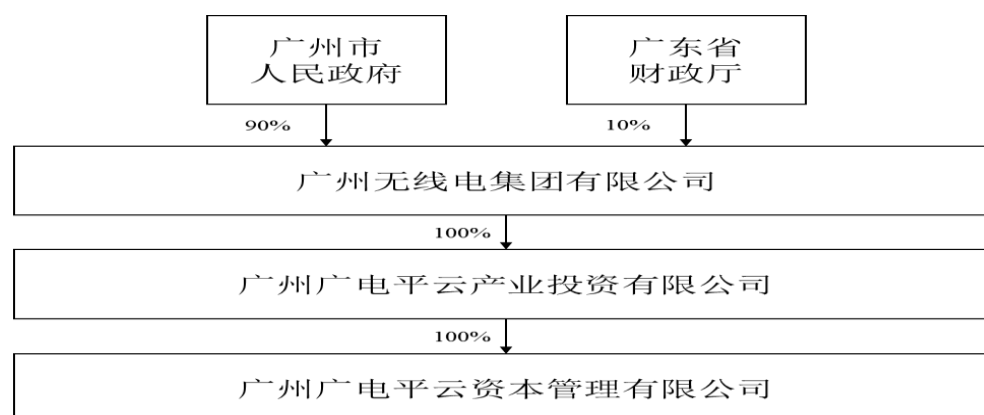 广州市
人民政府
广东省
财政厅
90%
10%
广州无线电集团有限公司
100%
广州广电平云产业投资有限公司
100%
广州广电平云资本管理有限公司